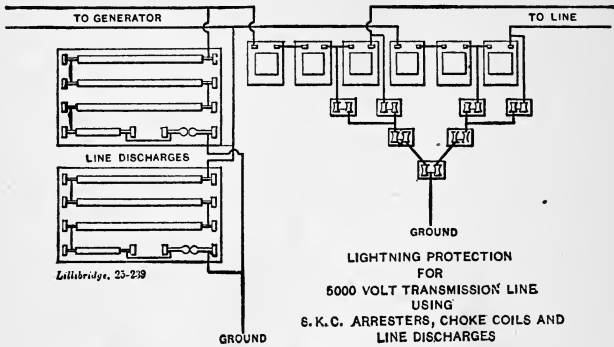 TO GENERATOR
TO LINE
LINE DISCHARGES
Lillibridge, 25-239
GROUND
GROUND
LIGHTNING PROTECTION
FOR
5000 VOLT TRANSMISSION LINE
USING
S.K.C. ARRESTERS, CHOKE COILS AND
LINE DISCHARGES